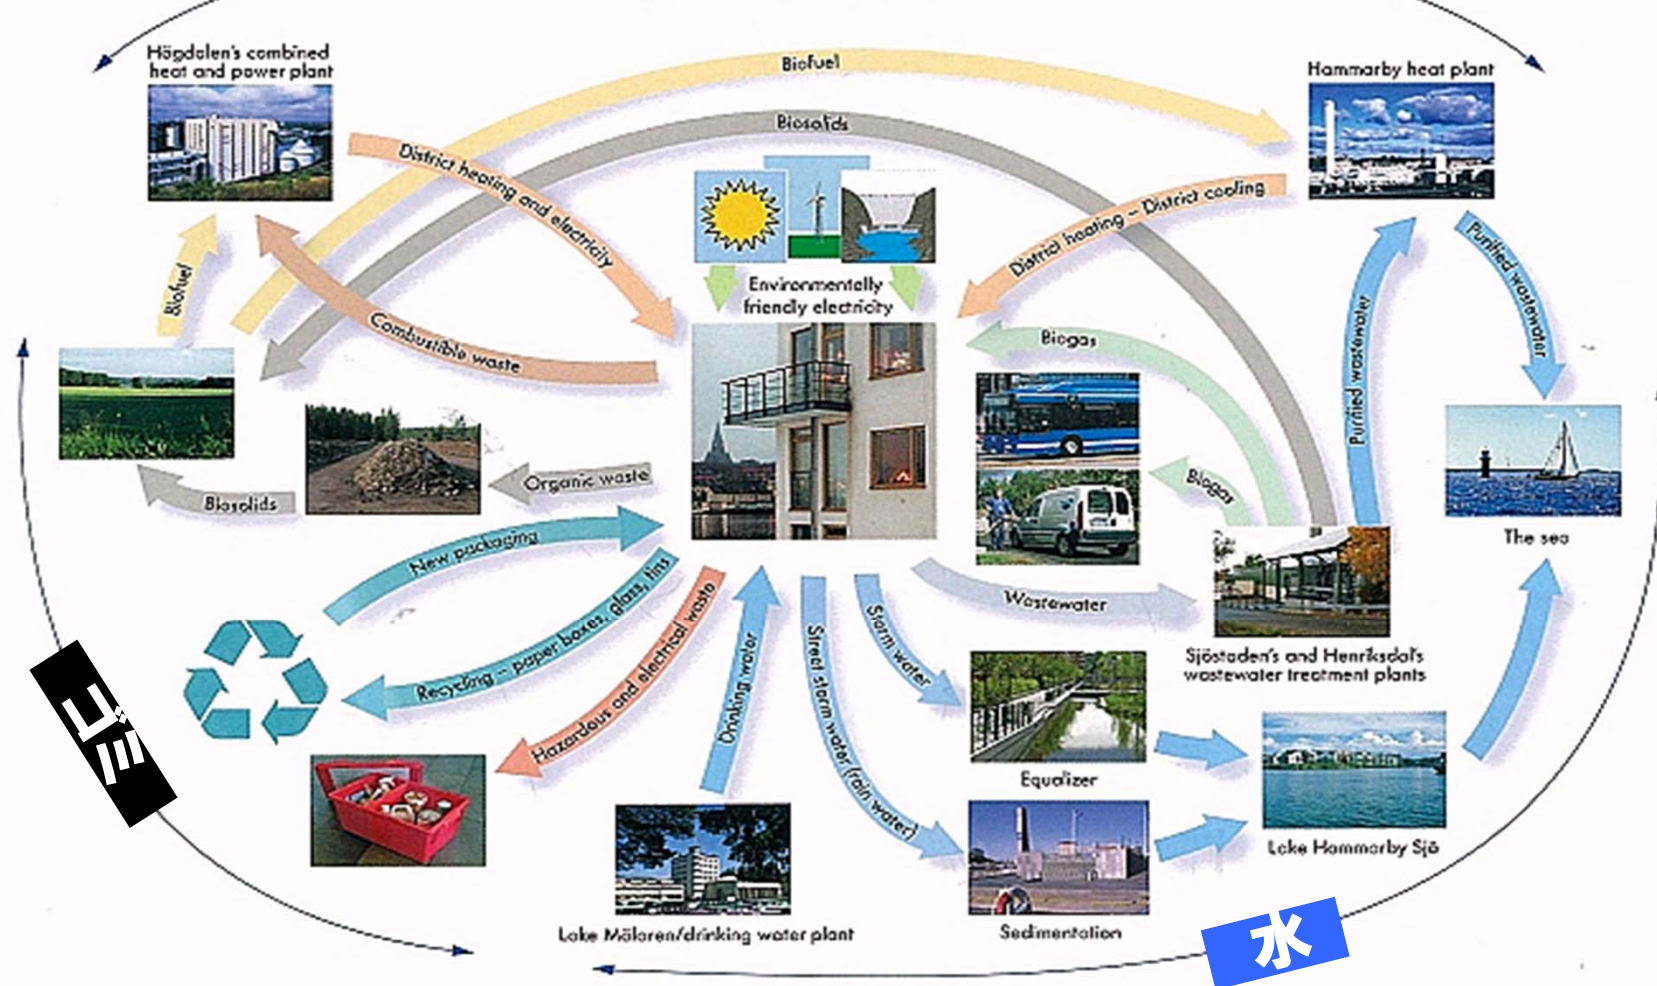 Högdalen's combined
heat and power plant
Biofuel
Hammarby heat plant
Biosolids
District heating and electricity
District heating – District cooling
Purified wastewater
Environmentally
friendly electricity
Biofuel
Combustible waste
Biogas
Purified wastewater
Organic waste
Biogas
Biosolids
The sea
New packaging
Recycling – paper boxes, glass, tins
Hazardous and electrical waste
Drinking water
Street storm water (rain water)
Storm water
Wastewater
Sjöstaden's and Henriksdal's
wastewater treatment plants
ゴミ
Equalizer
Lake Hammarby Sjö
Lake Mälaren/drinking water plant
Sedimentation
水